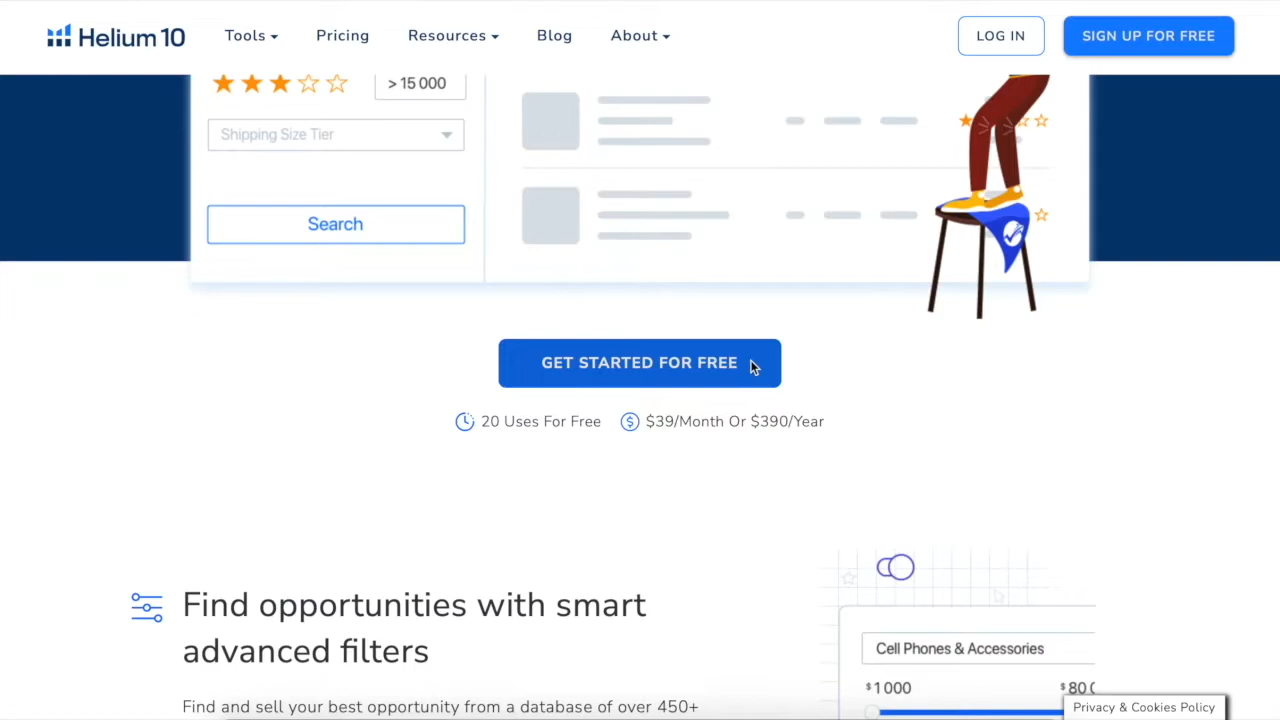 Helium 10
Tools
Pricing
Resources
Blog
About
LOG IN
SIGN UP FOR FREE
> 15 000
Shipping Size Tier
Search
GET STARTED FOR FREE
20 Uses For Free
$39/Month Or $390/Year
Find opportunities with smart
advanced filters
Find and sell your best opportunity from a database of over 450+
Cell Phones & Accessories
$1000
$80
Privacy & Cookies Policy